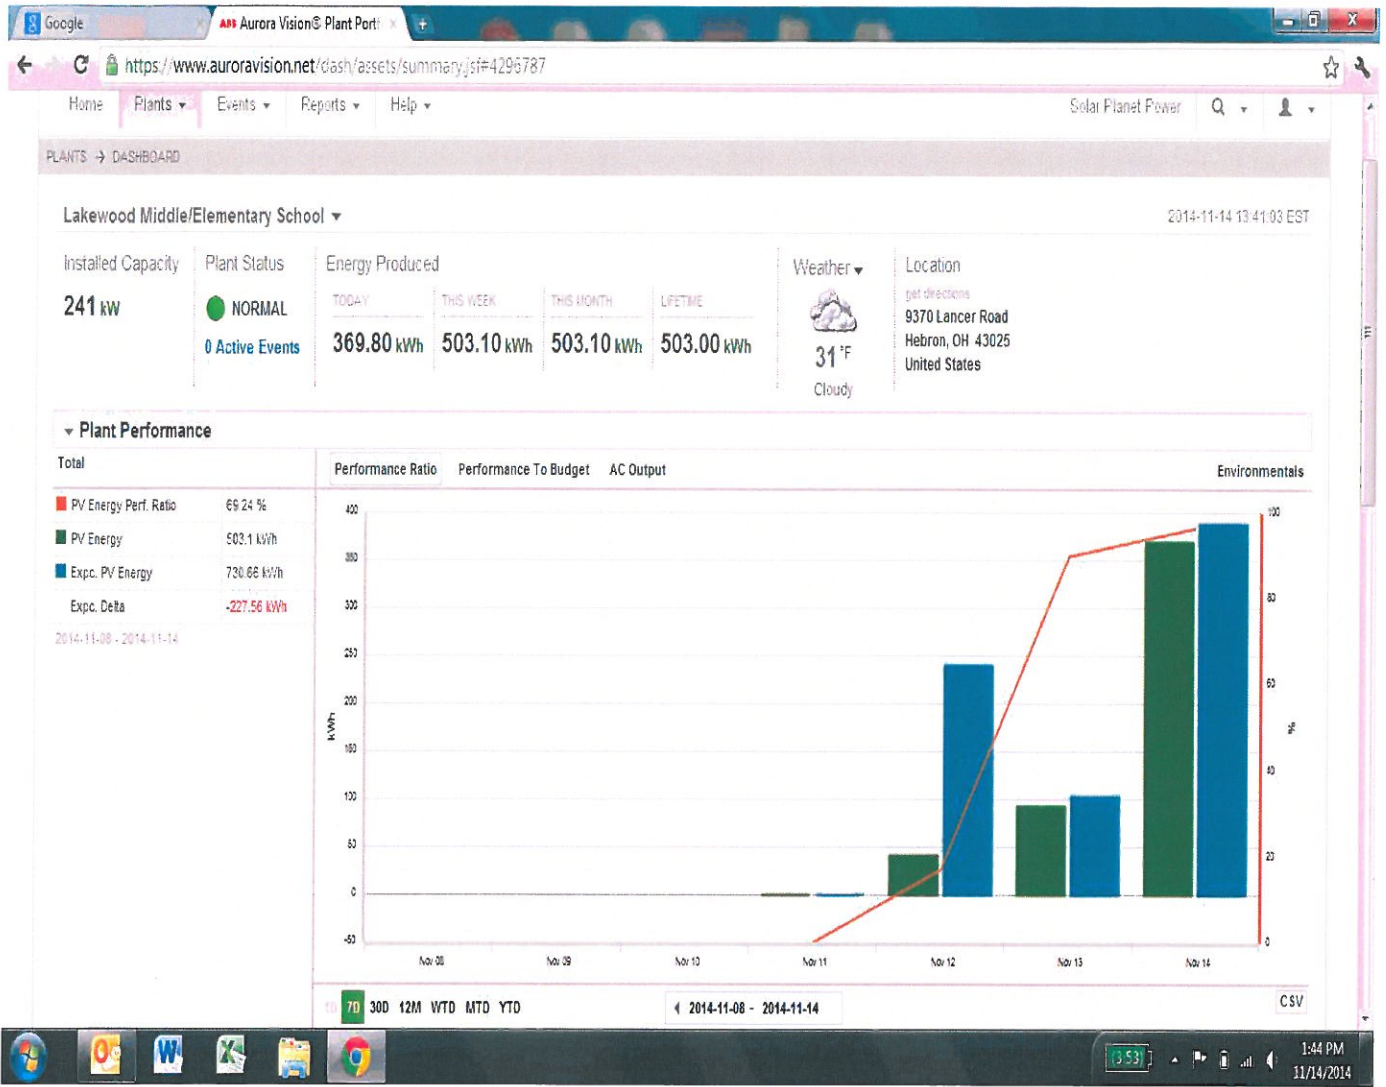 Google
ABB Aurora Vision® Plant Portf
https://www.auroravision.net/dash/assets/summary.jsf#4296787
Home Plants Events Reports Help Solar Planet Power
PLANTS → DASHBOARD
Lakewood Middle/Elementary School
2014-11-14 13:41:03 EST
Installed Capacity
241 kW
Plant Status
NORMAL
0 Active Events
Energy Produced
TODAY THIS WEEK THIS MONTH LIFETIME
369.80 kWh 503.10 kWh 503.10 kWh 503.00 kWh
Weather
31 °F
Cloudy
Location
get directions
9370 Lancer Road
Hebron, OH 43025
United States
Plant Performance
Total
PV Energy Perf. Ratio 69.24 %
PV Energy 503.1 kWh
Expc. PV Energy 730.66 kWh
Expc. Delta -227.56 kWh
2014-11-08 - 2014-11-14
Performance Ratio Performance To Budget AC Output Environmentals
400
350
300
250
200
150
100
50
0
-50
kWh
100
80
60
40
20
0
%
Nov 08 Nov 09 Nov 10 Nov 11 Nov 12 Nov 13 Nov 14
1D 7D 30D 12M WTD MTD YTD
2014-11-08 - 2014-11-14
CSV
(3:53)
1:44 PM
11/14/2014